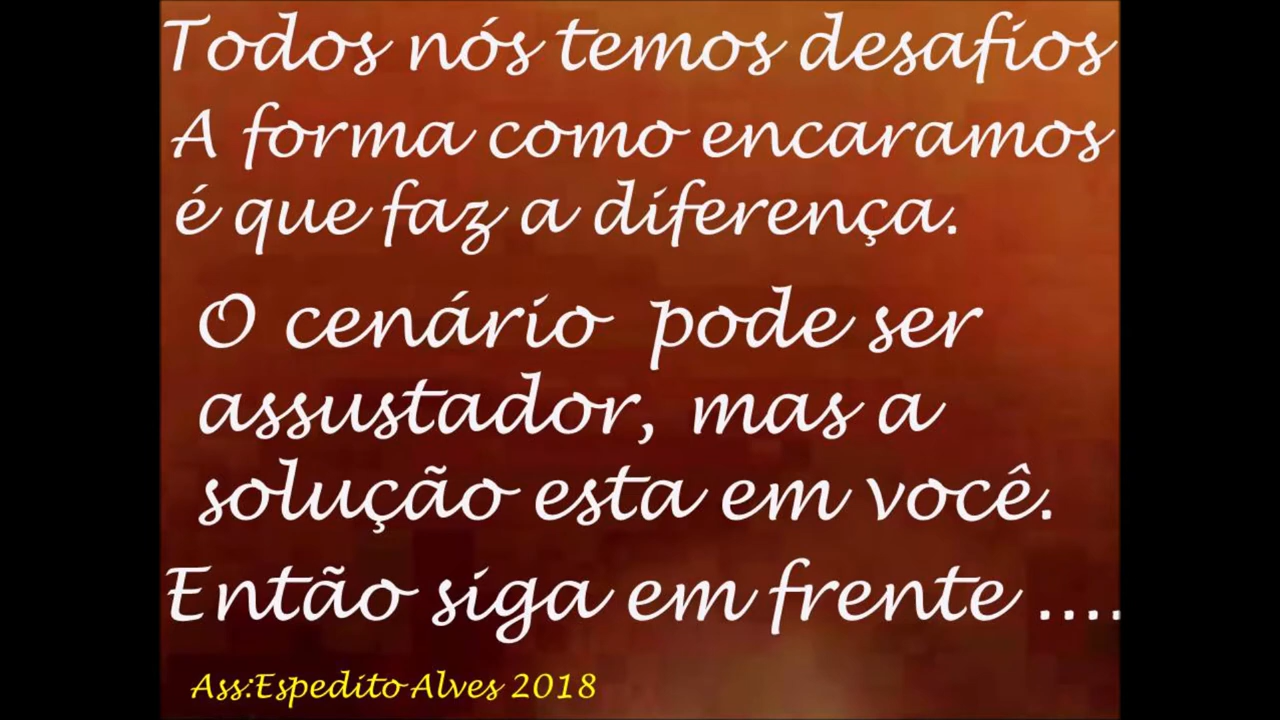 Todos nós temos desafios
A forma como encaramos
é que faz a diferença.
O cenário pode ser
assustador, mas a
solução esta em você.
Então siga em frente ....
Ass:Espedito Alves 2018